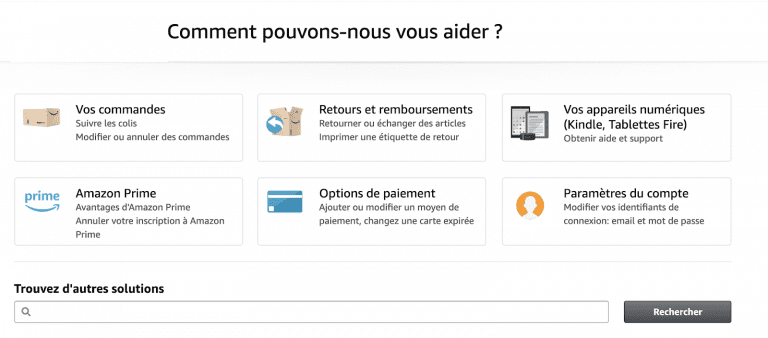 Comment pouvons-nous vous aider ?
Vos commandes
Suivre les colis
Modifier ou annuler des commandes
Retours et remboursements
Retourner ou échanger des articles
Imprimer une étiquette de retour
Vos appareils numériques
(Kindle, Tablettes Fire)
Obtenir aide et support
prime
Amazon Prime
Avantages d'Amazon Prime
Annuler votre inscription à Amazon
Prime
Options de paiement
Ajouter ou modifier un moyen de
paiement, changez une carte expirée
Paramètres du compte
Modifier vos identifiants de
connexion: email et mot de passe
Trouvez d'autres solutions
Rechercher